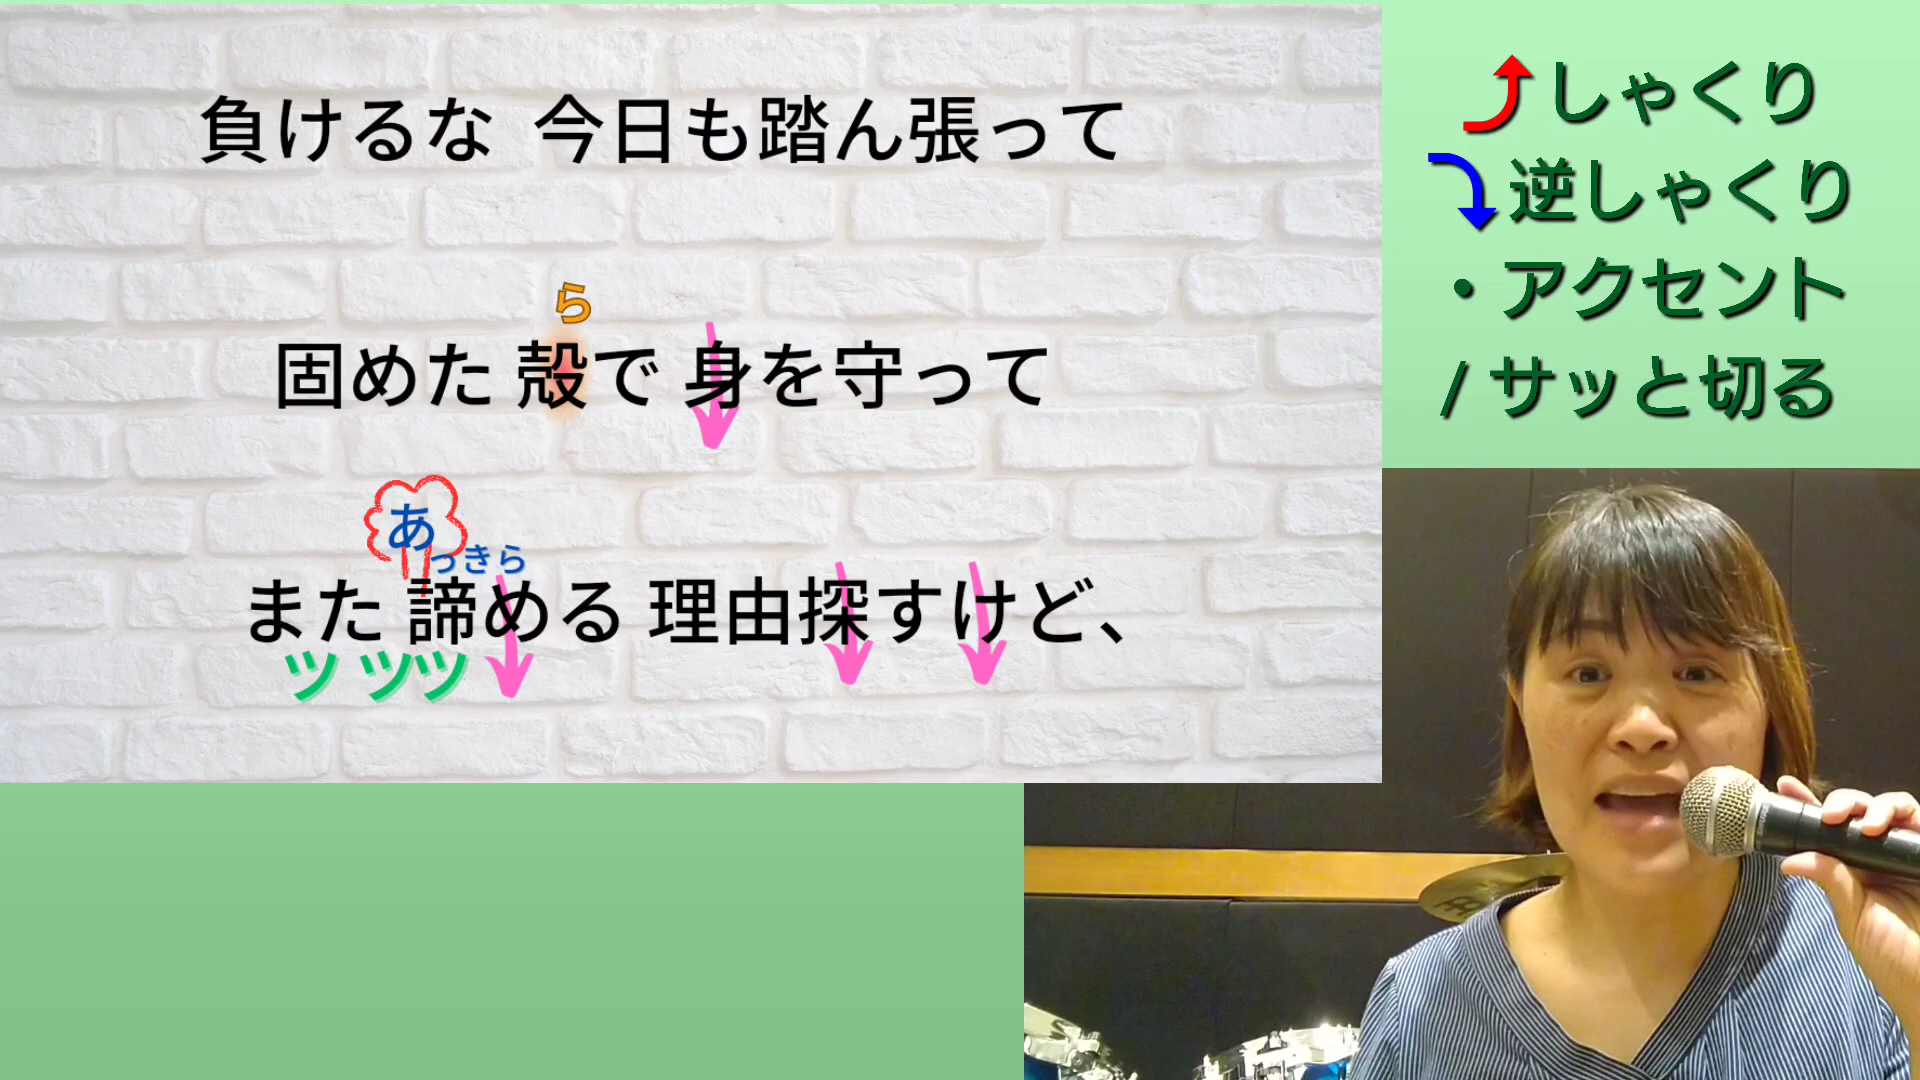 負けるな 今日も踏ん張って
ら
固めた 殻で 身を守って
あっきら
また 諦める 理由探すけど、
ツ ツツ
しゃくり
逆しゃくり
・アクセント
/ サッと切る